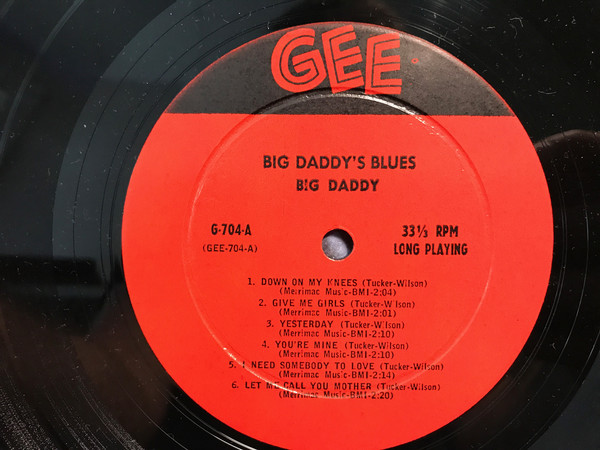 GEE
BIG DADDY'S BLUES
BIG DADDY
G-704-A
(GEE-704-A)
33⅓ RPM
LONG PLAYING
1. DOWN ON MY KNEES (Tucker-Wilson)
(Merrimac Music-BMI-2:04)
2. GIVE ME GIRLS (Tucker-Wilson)
(Merrimac Music-BMI-2:01)
3. YESTERDAY (Tucker-Wilson)
(Merrimac Music-BMI-2:10)
4. YOU'RE MINE (Tucker-Wilson)
(Merrimac Music-BMI-2:10)
5. I NEED SOMEBODY TO LOVE (Tucker-Wilson)
(Merrimac Music-BMI-2:14)
6. LET ME CALL YOU MOTHER (Tucker-Wilson)
(Merrimac Music-BMI-2:20)